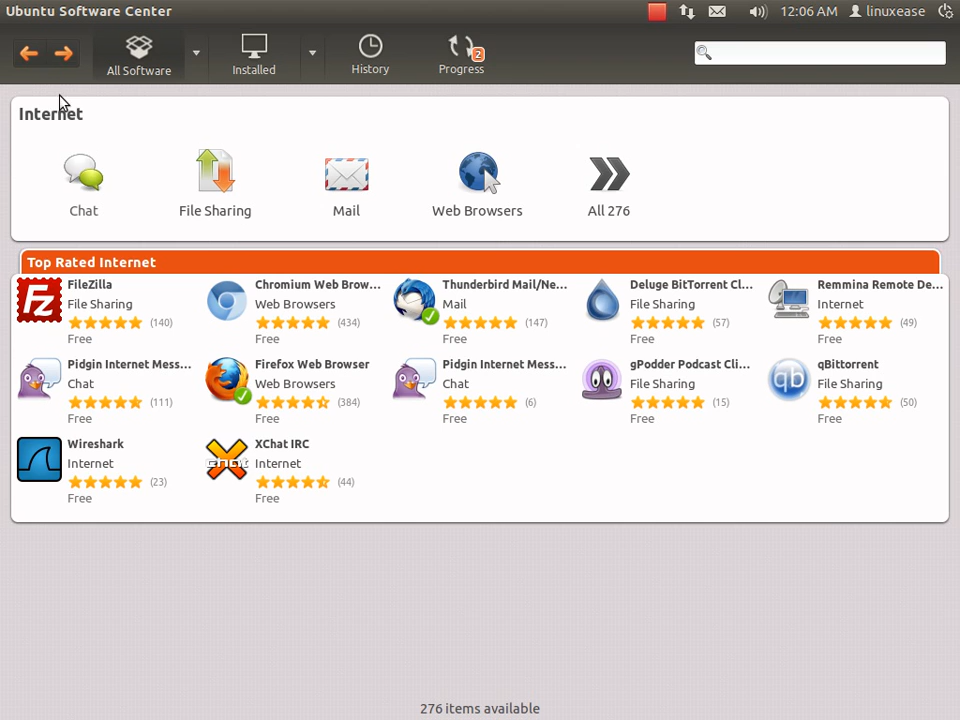 Ubuntu Software Center 12:06 AM linuxease
All Software Installed History Progress 2
Internet
Chat File Sharing Mail Web Browsers All 276
Top Rated Internet
FileZilla Chromium Web Brow... Thunderbird Mail/Ne... Deluge BitTorrent Cl... Remmina Remote De...
File Sharing Web Browsers Mail File Sharing Internet
(140) (434) (147) (57) (49)
Free Free Free Free Free
Pidgin Internet Mess... Firefox Web Browser Pidgin Internet Mess... gPodder Podcast Cli... qBittorrent
Chat Web Browsers Chat File Sharing File Sharing
(111) (384) (6) (15) (50)
Free Free Free Free Free
Wireshark XChat IRC
Internet Internet
(23) (44)
Free Free
276 items available